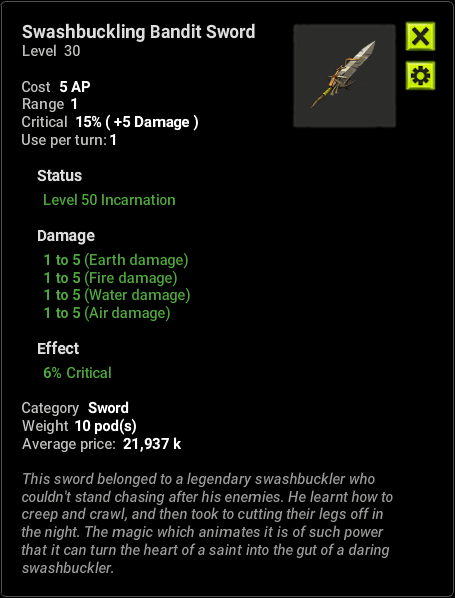 Swashbuckling Bandit Sword
Level 30
Cost 5 AP
Range 1
Critical 15% ( +5 Damage )
Use per turn: 1
Status
Level 50 Incarnation
Damage
1 to 5 (Earth damage)
1 to 5 (Fire damage)
1 to 5 (Water damage)
1 to 5 (Air damage)
Effect
6% Critical
Category Sword
Weight 10 pod(s)
Average price: 21,937 k
This sword belonged to a legendary swashbuckler who
couldn't stand chasing after his enemies. He learnt how to
creep and crawl, and then took to cutting their legs off in
the night. The magic which animates it is of such power
that it can turn the heart of a saint into the gut of a daring
swashbuckler.